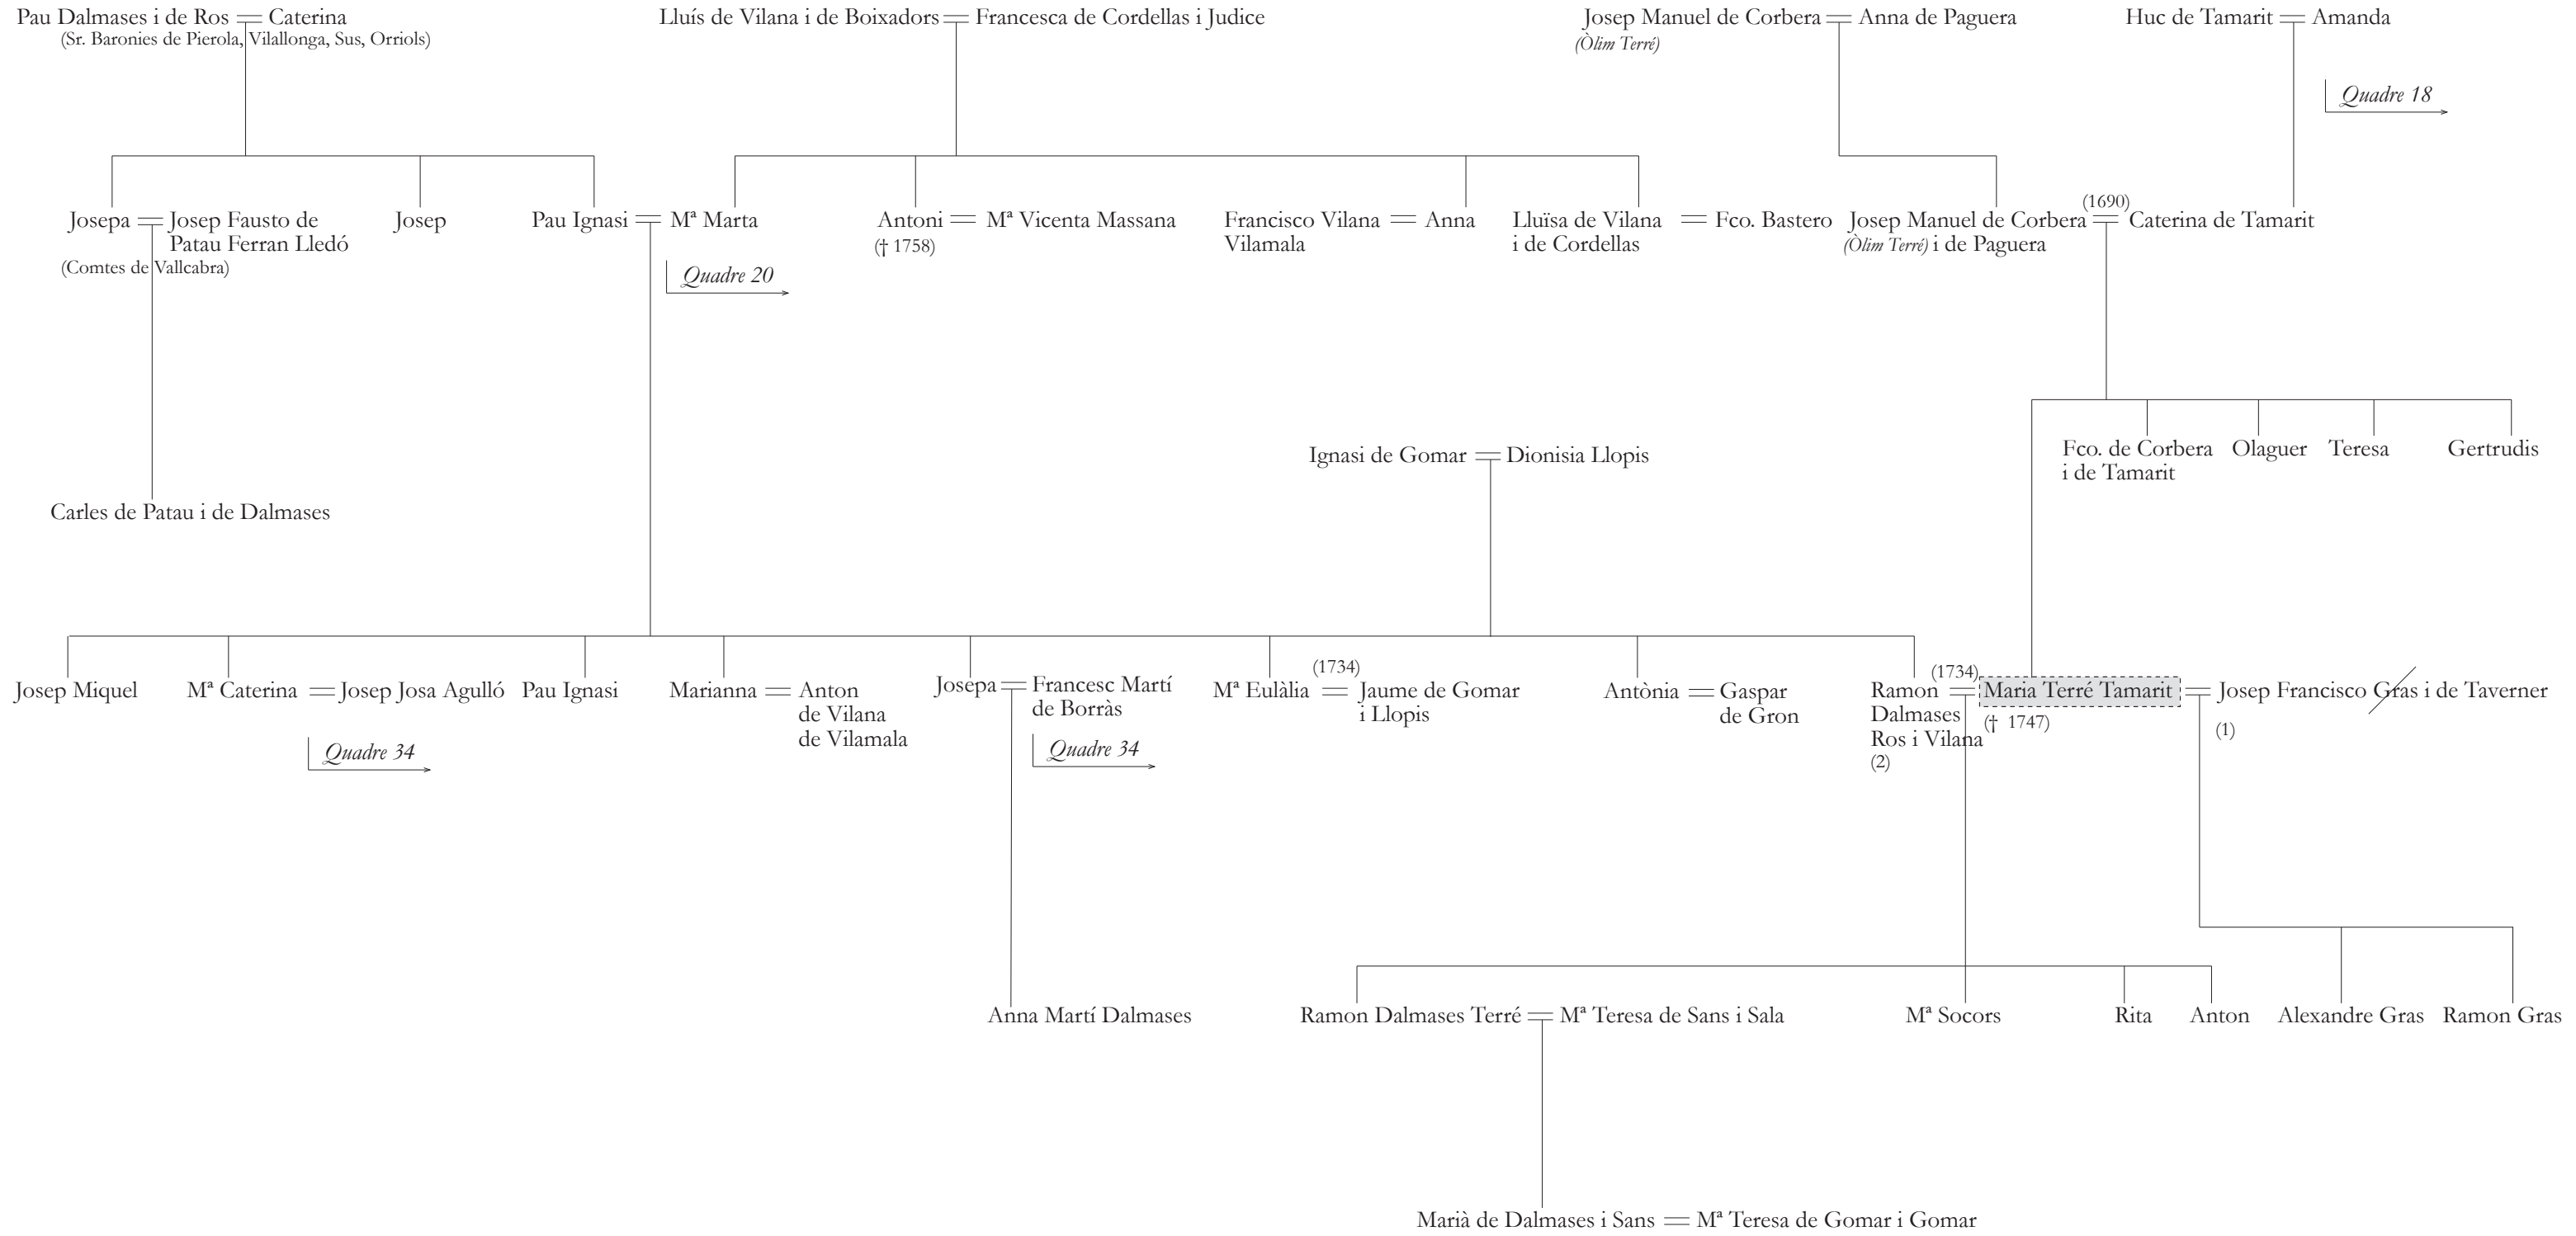 Pau Dalmases i de Ros Caterina
(Sr. Baronies de Pierola, Vilallonga, Sus, Orriols)
Lluís de Vilana i de Boixadors Francesca de Cordellas i Judice
Josep Manuel de Corbera Anna de Paguera
(Òlim Terré)
Huc de Tamarit Amanda
Quadre 18
Josepa Josep Fausto de
Patau Ferran Lledó
(Comtes de Vallcabra)
Josep
Pau Ignasi Mª Marta
Quadre 20
Antoni Mª Vicenta Massana
(† 1758)
Francisco Vilana Anna
Vilamala
Lluïsa de Vilana Fco. Bastero
i de Cordellas
(1690)
Josep Manuel de Corbera Caterina de Tamarit
(Òlim Terré) i de Paguera
Ignasi de Gomar Dionisia Llopis
Fco. de Corbera
i de Tamarit
Olaguer
Teresa
Gertrudis
Carles de Patau i de Dalmases
Josep Miquel
Mª Caterina Josep Josa Agulló
Quadre 34
Pau Ignasi
Marianna Anton
de Vilana
de Vilamala
Josepa Francesc Martí
de Borràs
Quadre 34
(1734)
Mª Eulàlia Jaume de Gomar
i Llopis
Antònia Gaspar
de Gron
(1734)
Ramon
Dalmases
Ros i Vilana
(2)
Maria Terré Tamarit
(† 1747)
Josep Francisco Gras i de Taverner
(1)
Anna Martí Dalmases
Ramon Dalmases Terré Mª Teresa de Sans i Sala
Mª Socors
Rita
Anton
Alexandre Gras
Ramon Gras
Marià de Dalmases i Sans Mª Teresa de Gomar i Gomar